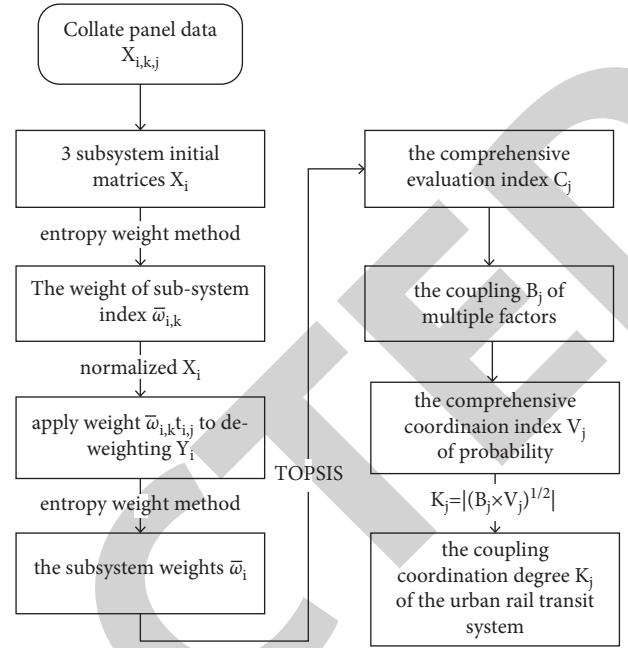 Collate panel data
X_{i,k,j}
3 subsystem initial
matrices X_i
entropy weight method
The weight of sub-system
index ω̅_{i,k}
normalized X_i
apply weight ω̅_{i,k}t_{i,j} to de-
weighting Y_i
entropy weight method
the subsystem weights ω̅_i
TOPSIS
the comprehensive
evaluation index C_j
the coupling B_j of
multiple factors
the comprehensive
coordinaion index V_j
of probability
K_j=|(B_j×V_j)^{1/2}|
the coupling
coordination degree K_j
of the urban rail transit
system
CTED